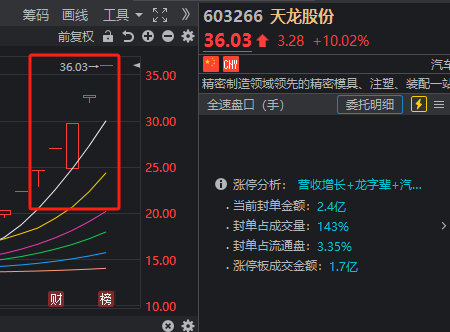 筹码 画线 工具
前复权
36.03→
35.00
30.00
25.00
20.00
15.00
10.00
财 榜
603266 天龙股份
36.03 3.28 +10.02%
CHY 汽车
精密制造领域领先的精密模具、注塑、装配一站
全速盘口（手） 委托明细
涨停分析： 营收增长+龙字辈+汽...
当前封单金额： 2.4亿
封单占成交量： 143%
封单占流通盘： 3.35%
涨停板成交金额： 1.7亿